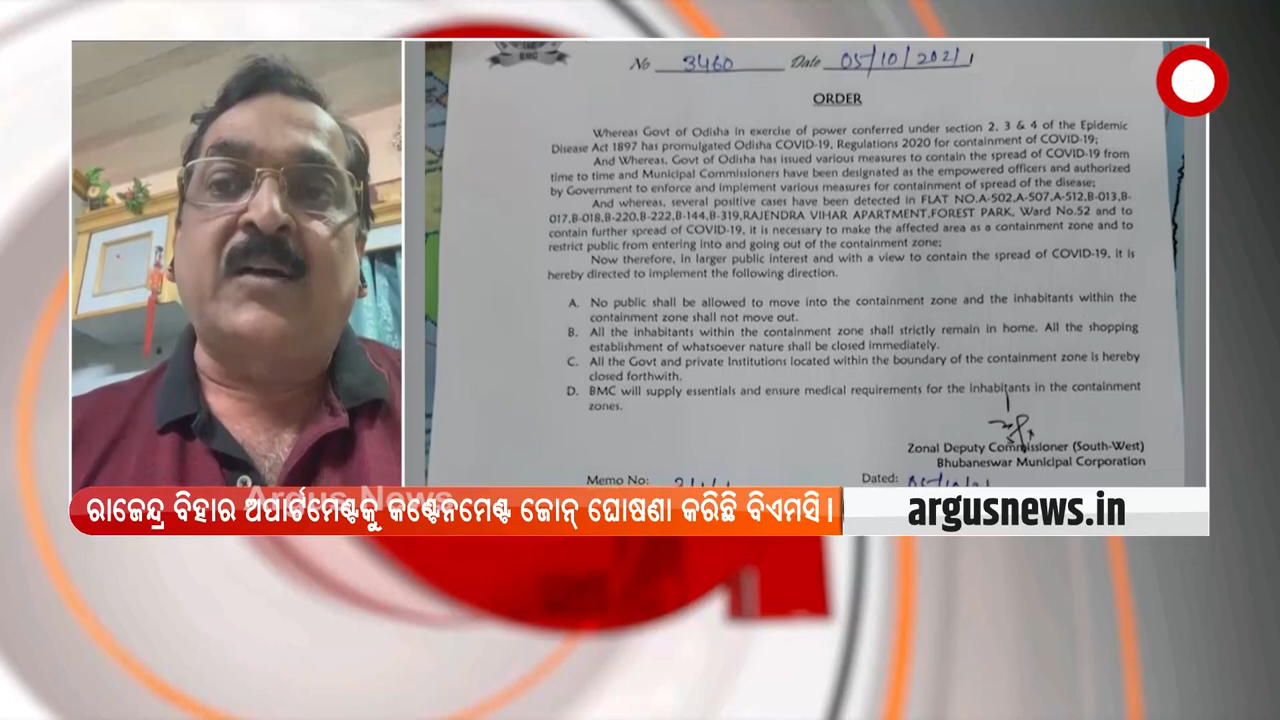 BMC
No 3460 Date 05/10/2021
ORDER
Whereas Govt of Odisha in exercise of power conferred under section 2, 3 & 4 of the Epidemic
Disease Act 1897 has promulgated Odisha COVID-19, Regulations 2020 for containment of COVID-19;
And Whereas, Govt of Odisha has issued various measures to contain the spread of COVID-19 from
time to time and Municipal Commissioners have been designated as the empowered officers and authorized
by Government to enforce and implement various measures for containment of spread of the disease;
And whereas, several positive cases have been detected in FLAT NO.A-502,A-507,A-512,B-013,B-
017,B-018,B-220,B-222,B-144,B-319,RAJENDRA VIHAR APARTMENT,FOREST PARK, Ward No.52 and to
contain further spread of COVID-19, it is necessary to make the affected area as a containment zone and to
restrict public from entering into and going out of the containment zone;
Now therefore, in larger public interest and with a view to contain the spread of COVID-19, it is
hereby directed to implement the following direction.
A. No public shall be allowed to move into the containment zone and the inhabitants within the
containment zone shall not move out.
B. All the inhabitants within the containment zone shall strictly remain in home. All the shopping
establishment of whatsoever nature shall be closed immediately.
C. All the Govt and private Institutions located within the boundary of the containment zone is hereby
closed forthwith.
D. BMC will supply essentials and ensure medical requirements for the inhabitants in the containment
zones.
Zonal Deputy Commissioner (South-West)
Bhubaneswar Municipal Corporation
Memo No: Dated:
Argus News
ରାଜେନ୍ଦ୍ର ବିହାର ଅପାର୍ଟମେଣ୍ଟକୁ କଣ୍ଟେନମେଣ୍ଟ ଜୋନ୍ ଘୋଷଣା କରିଛି ବିଏମସି।
argusnews.in